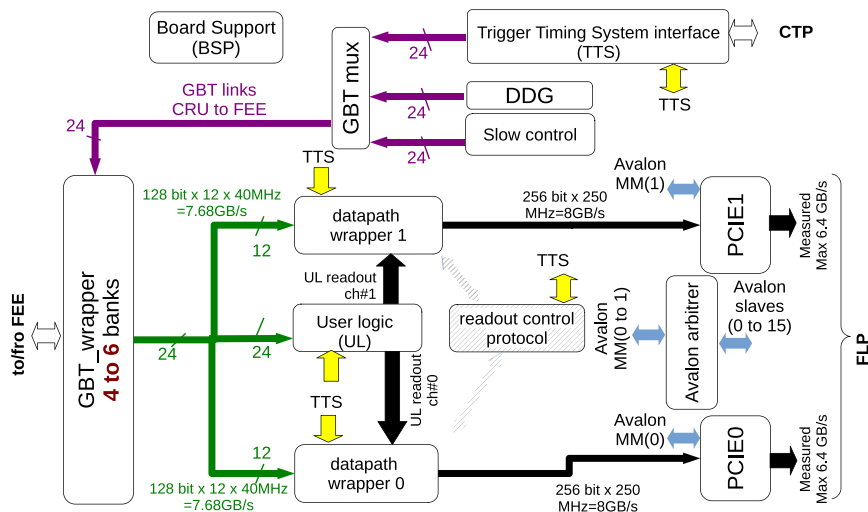 Board Support
(BSP)
GBT links
CRU to FEE
24
GBT mux
24
Trigger Timing System interface
(TTS)
CTP
TTS
24
DDG
24
Slow control
TTS
128 bit x 12 x 40MHz
=7.68GB/s
12
datapath
wrapper 1
256 bit x 250
MHz=8GB/s
Avalon
MM(1)
PCIE1
Measured
Max 6.4 GB/s
to/fro FEE
GBT_wrapper
4 to 6 banks
24
24
UL readout
ch#1
User logic
(UL)
UL readout
ch#0
TTS
readout control
protocol
Avalon
MM(0 to 1)
Avalon arbitrer
Avalon
slaves
(0 to 15)
FLP
TTS
12
128 bit x 12 x 40MHz
=7.68GB/s
datapath
wrapper 0
256 bit x 250
MHz=8GB/s
Avalon
MM(0)
PCIE0
Measured
Max 6.4 GB/s